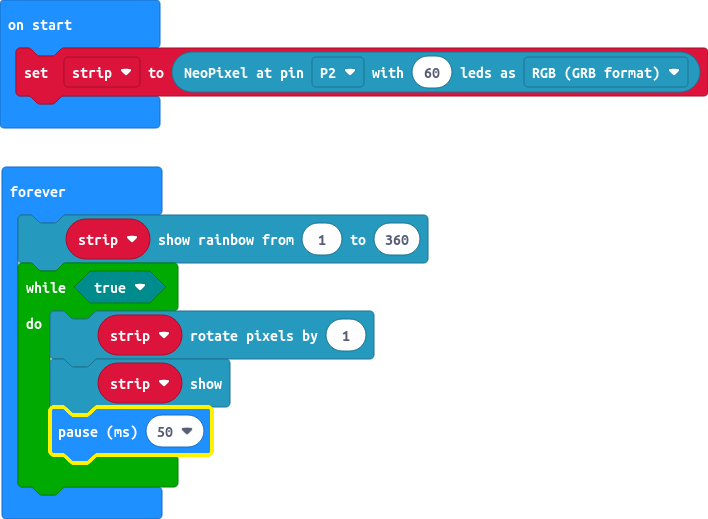 on start
set strip to NeoPixel at pin P2 with 60 leds as RGB (GRB format)
forever
strip show rainbow from 1 to 360
while true
do
strip rotate pixels by 1
strip show
pause (ms) 50